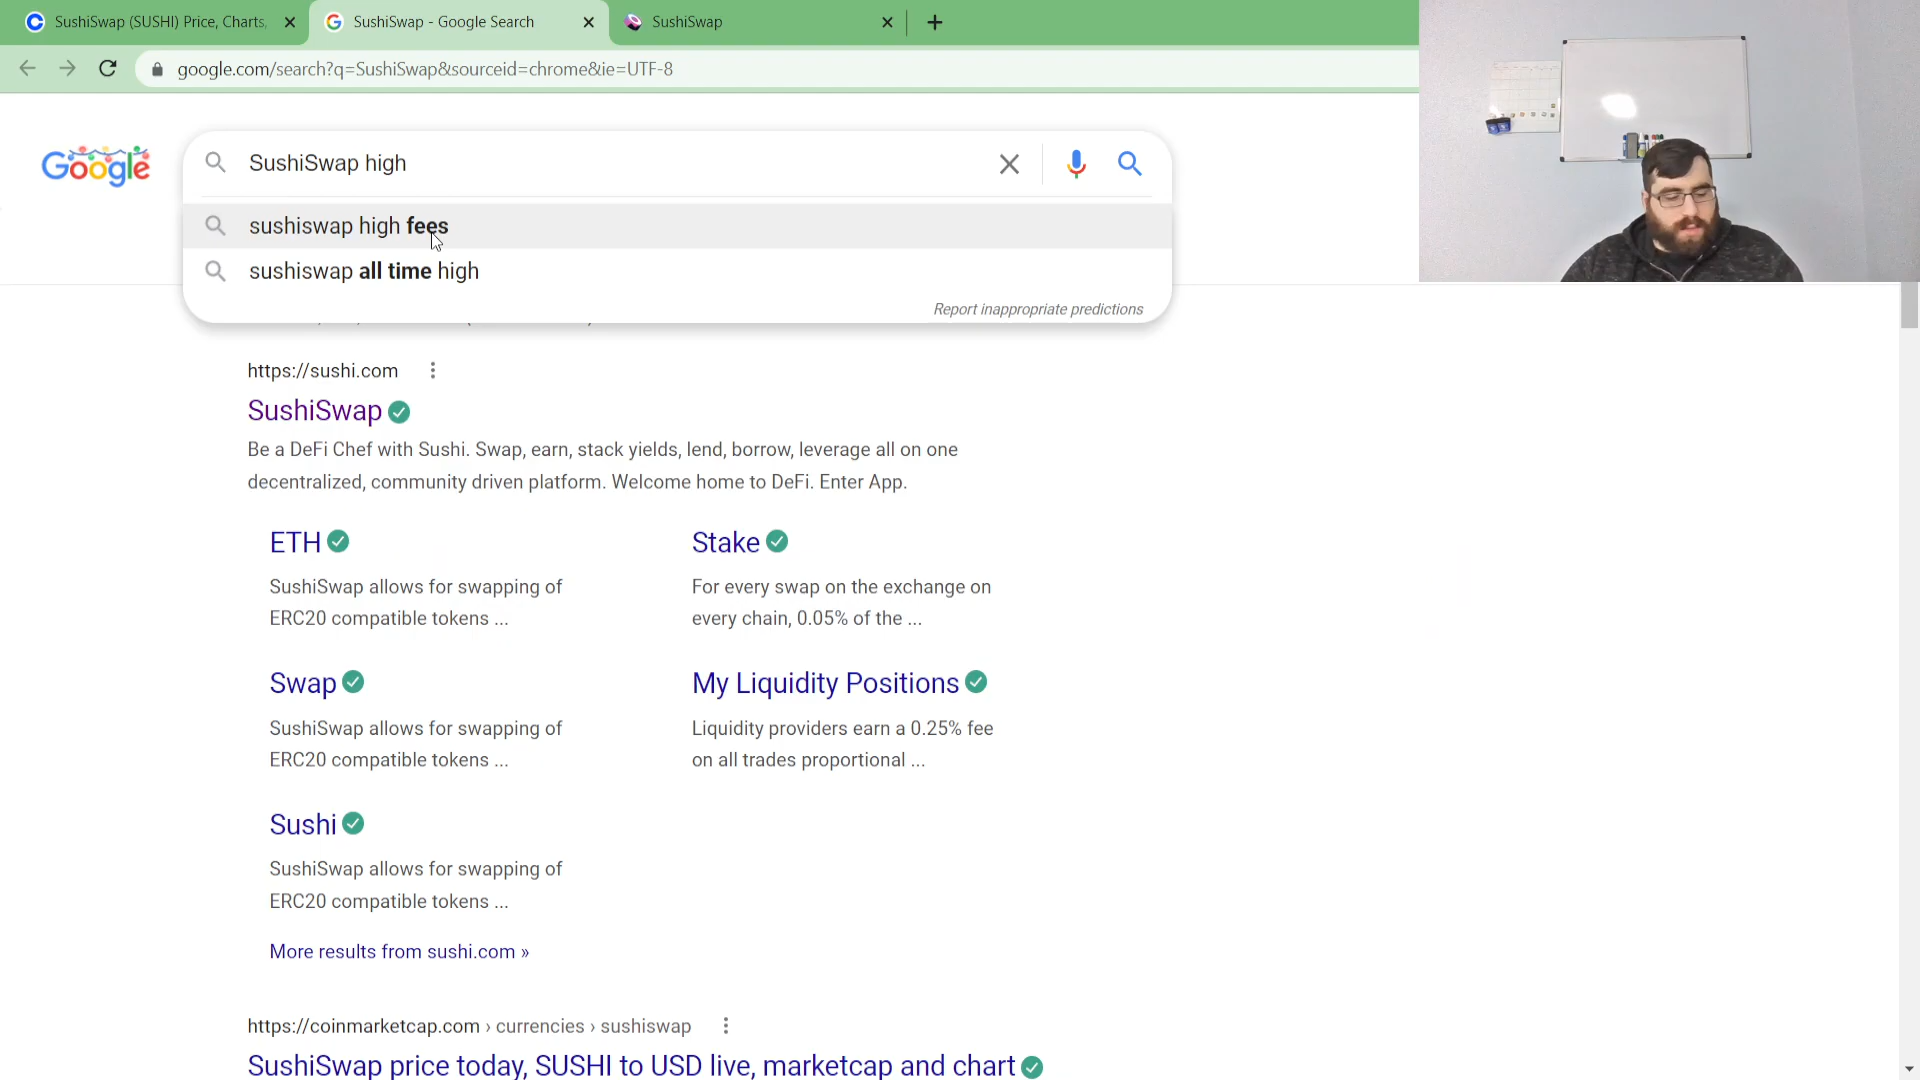 SushiSwap (SUSHI) Price, Charts,
SushiSwap - Google Search
SushiSwap
google.com/search?q=SushiSwap&sourceid=chrome&ie=UTF-8
Google
SushiSwap high
sushiswap high fees
sushiswap all time high
Report inappropriate predictions
https://sushi.com
SushiSwap
Be a DeFi Chef with Sushi. Swap, earn, stack yields, lend, borrow, leverage all on one
decentralized, community driven platform. Welcome home to DeFi. Enter App.
ETH
SushiSwap allows for swapping of
ERC20 compatible tokens ...
Stake
For every swap on the exchange on
every chain, 0.05% of the ...
Swap
SushiSwap allows for swapping of
ERC20 compatible tokens ...
My Liquidity Positions
Liquidity providers earn a 0.25% fee
on all trades proportional ...
Sushi
SushiSwap allows for swapping of
ERC20 compatible tokens ...
More results from sushi.com »
https://coinmarketcap.com › currencies › sushiswap
SushiSwap price today, SUSHI to USD live, marketcap and chart